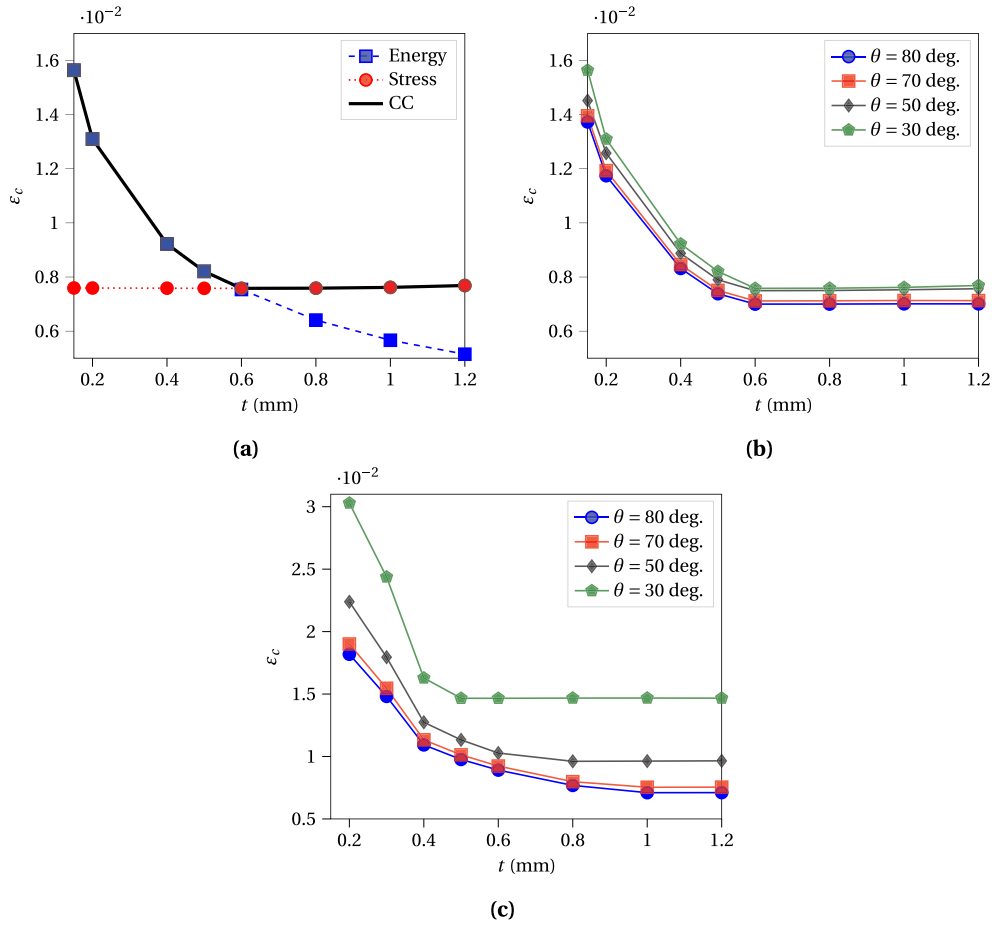 ·10−2
1.6
1.4
1.2
1
0.8
0.6
εc
0.2 0.4 0.6 0.8 1 1.2
t (mm)
Energy
Stress
CC
(a)
·10−2
1.6
1.4
1.2
1
0.8
0.6
εc
0.2 0.4 0.6 0.8 1 1.2
t (mm)
θ = 80 deg.
θ = 70 deg.
θ = 50 deg.
θ = 30 deg.
(b)
·10−2
3
2.5
2
1.5
1
0.5
εc
0.2 0.4 0.6 0.8 1 1.2
t (mm)
θ = 80 deg.
θ = 70 deg.
θ = 50 deg.
θ = 30 deg.
(c)